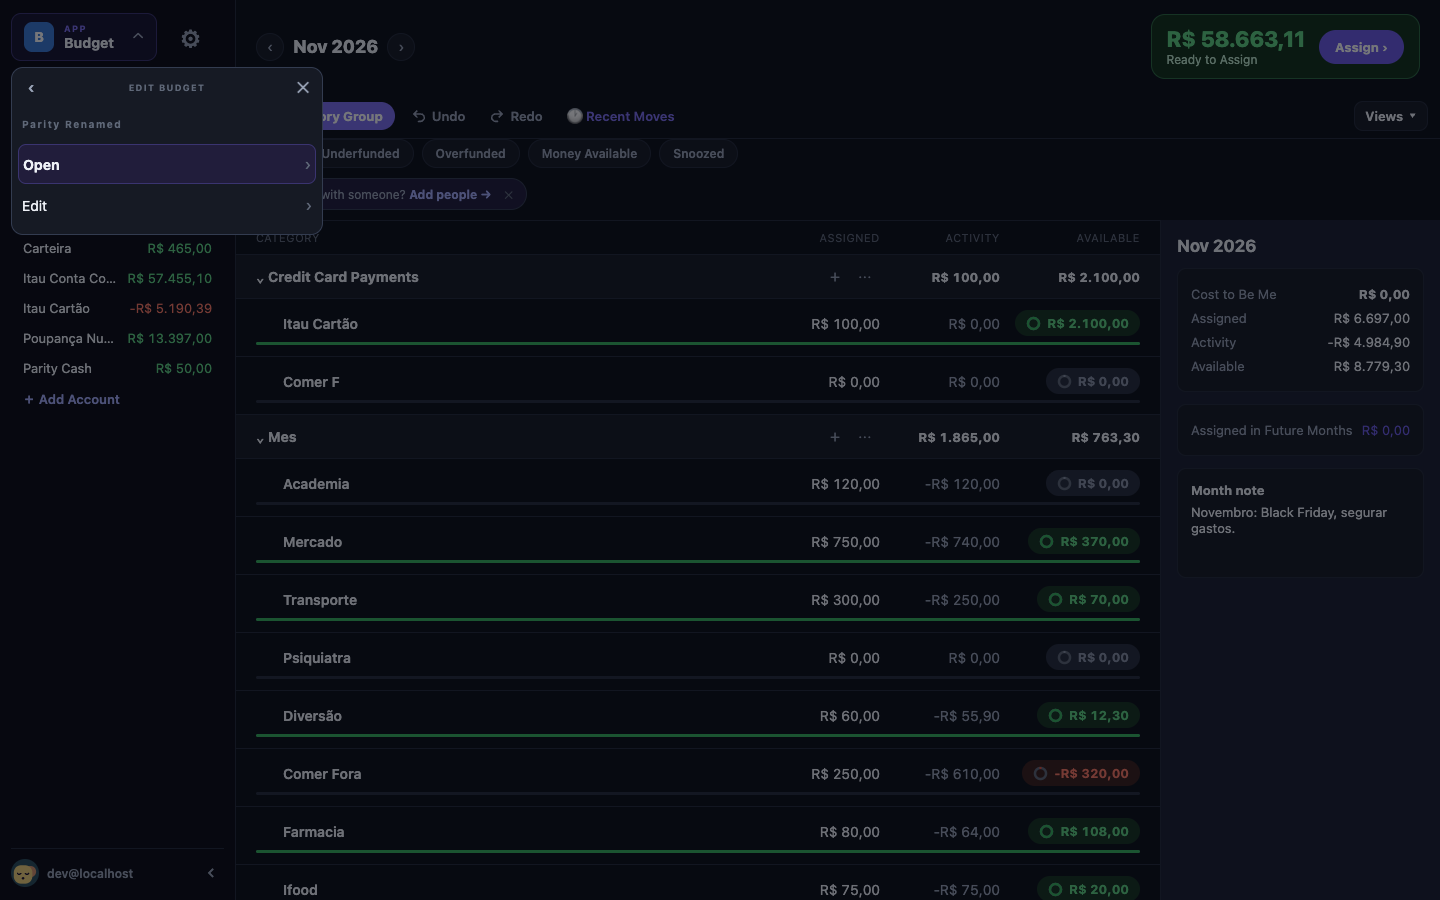 B
APP
Budget
Nov 2026
R$ 58.663,11
Ready to Assign
Assign ›
EDIT BUDGET
Parity Renamed
Open
Edit
ory Group
Undo
Redo
Recent Moves
Views
Underfunded
Overfunded
Money Available
Snoozed
with someone? Add people →
Carteira R$ 465,00
Itau Conta Co... R$ 57.455,10
Itau Cartão -R$ 5.190,39
Poupança Nu... R$ 13.397,00
Parity Cash R$ 50,00
+ Add Account
CATEGORY ASSIGNED ACTIVITY AVAILABLE
Credit Card Payments + ... R$ 100,00 R$ 2.100,00
Itau Cartão R$ 100,00 R$ 0,00 R$ 2.100,00
Comer F R$ 0,00 R$ 0,00 R$ 0,00
Mes + ... R$ 1.865,00 R$ 763,30
Academia R$ 120,00 -R$ 120,00 R$ 0,00
Mercado R$ 750,00 -R$ 740,00 R$ 370,00
Transporte R$ 300,00 -R$ 250,00 R$ 70,00
Psiquiatra R$ 0,00 R$ 0,00 R$ 0,00
Diversão R$ 60,00 -R$ 55,90 R$ 12,30
Comer Fora R$ 250,00 -R$ 610,00 -R$ 320,00
Farmacia R$ 80,00 -R$ 64,00 R$ 108,00
Ifood R$ 75,00 -R$ 75,00 R$ 20,00
Nov 2026
Cost to Be Me R$ 0,00
Assigned R$ 6.697,00
Activity -R$ 4.984,90
Available R$ 8.779,30
Assigned in Future Months R$ 0,00
Month note
Novembro: Black Friday, segurar
gastos.
dev@localhost